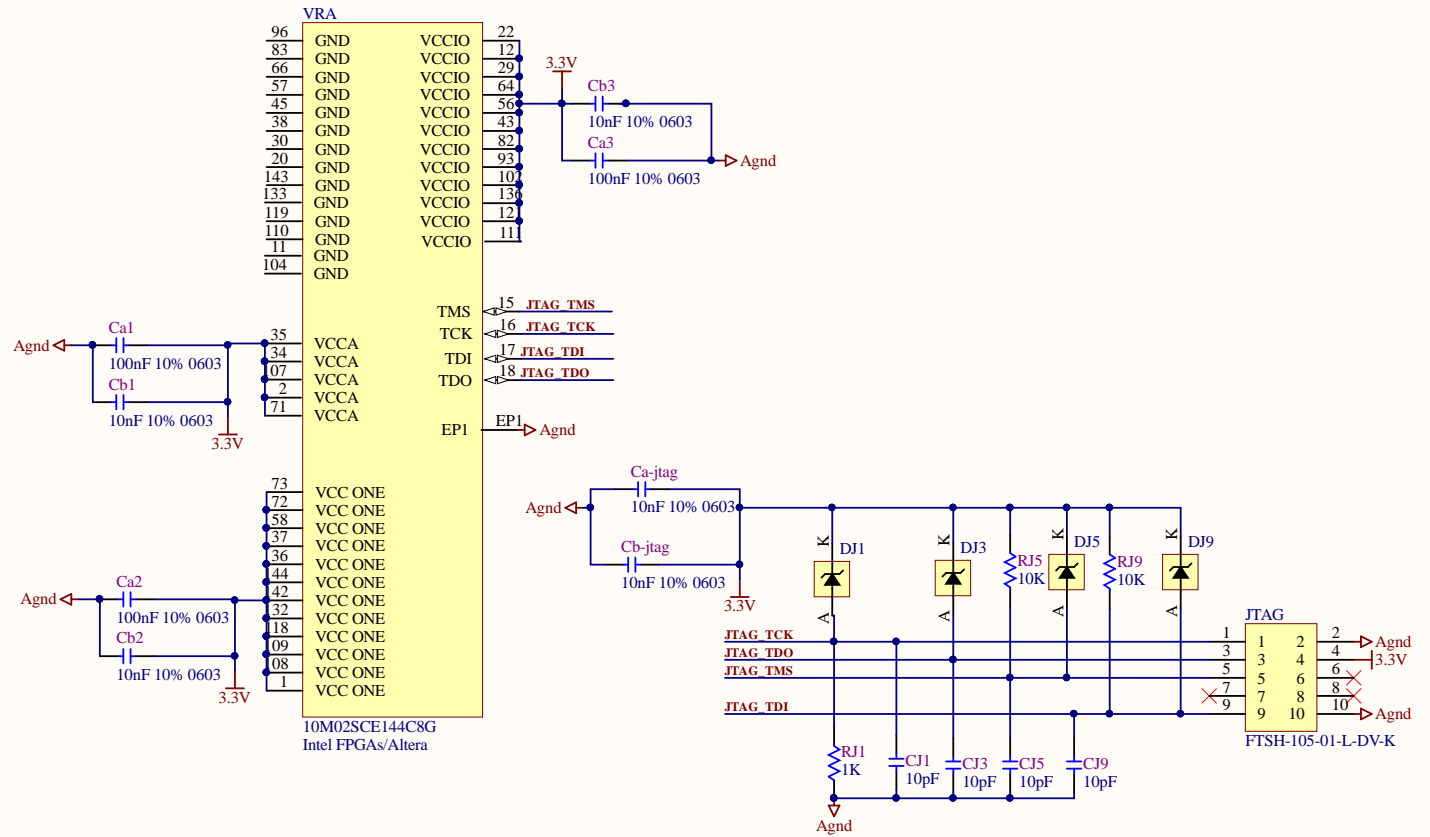 VRA
96 GND VCCIO 22
83 GND VCCIO 12
66 GND VCCIO 29
57 GND VCCIO 64
45 GND VCCIO 56
38 GND VCCIO 43
30 GND VCCIO 82
20 GND VCCIO 93
143 GND VCCIO 102
133 GND VCCIO 136
119 GND VCCIO 12
110 GND VCCIO 111
11 GND
104 GND
3.3V
Cb3
10nF 10% 0603
Ca3
100nF 10% 0603
Agnd
TMS 15 JTAG_TMS
TCK 16 JTAG_TCK
TDI 17 JTAG_TDI
TDO 18 JTAG_TDO
EP1 EP1 Agnd
Agnd
Ca1
100nF 10% 0603
Cb1
10nF 10% 0603
3.3V
35 VCCA
34 VCCA
07 VCCA
2 VCCA
71 VCCA
73 VCC ONE
72 VCC ONE
58 VCC ONE
37 VCC ONE
36 VCC ONE
44 VCC ONE
42 VCC ONE
32 VCC ONE
118 VCC ONE
09 VCC ONE
08 VCC ONE
1 VCC ONE
Agnd
Ca2
100nF 10% 0603
Cb2
10nF 10% 0603
3.3V
10M02SCE144C8G
Intel FPGAs/Altera
Ca-jtag
10nF 10% 0603
Agnd
Cb-jtag
10nF 10% 0603
3.3V
K DJ1 A
K DJ3 A
RJ5
10K
K DJ5 A
RJ9
10K
K DJ9 A
JTAG_TCK
JTAG_TDO
JTAG_TMS
JTAG_TDI
JTAG
1 1 2 2 Agnd
3 3 4 4 3.3V
5 5 6 6
7 7 8 8
9 9 10 10 Agnd
FTSH-105-01-L-DV-K
RJ1
1K
CJ1
10pF
CJ3
10pF
CJ5
10pF
CJ9
10pF
Agnd